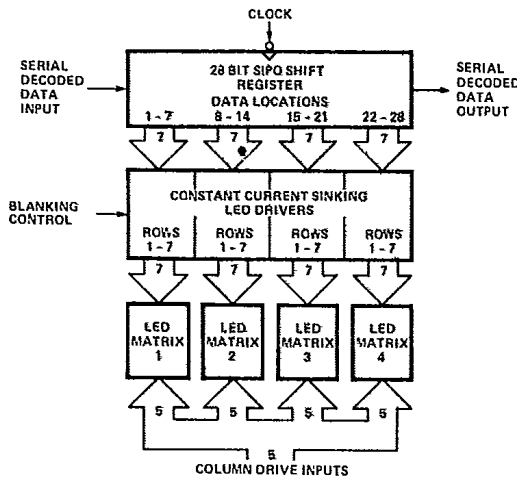 CLOCK
SERIAL DECODED DATA INPUT
28 BIT SIPO SHIFT REGISTER
DATA LOCATIONS
1 - 7 8 - 14 15 - 21 22 - 28
SERIAL DECODED DATA OUTPUT
7 7 7 7
BLANKING CONTROL
CONSTANT CURRENT SINKING
LED DRIVERS
ROWS ROWS ROWS ROWS
1 - 7 1 - 7 1 - 7 1 - 7
7 7 7 7
LED LED LED LED
MATRIX MATRIX MATRIX MATRIX
1 2 3 4
5 5 5 5
5
COLUMN DRIVE INPUTS